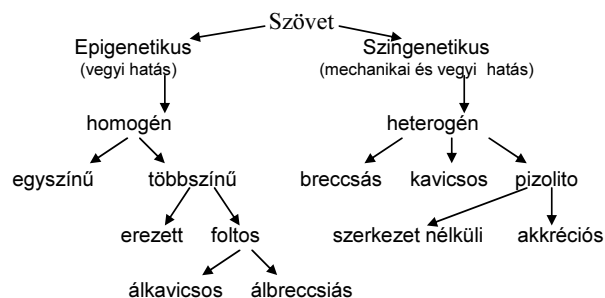 Szövet
Epigenetikus Szingenetikus
(vegyi hatás) (mechanikai és vegyi hatás)
homogén heterogén
egyszínű többszínű breccsás kavicsos pizolito
erezett foltos szerkezet nélküli akkréciós
álkavicsos álbreccsiás